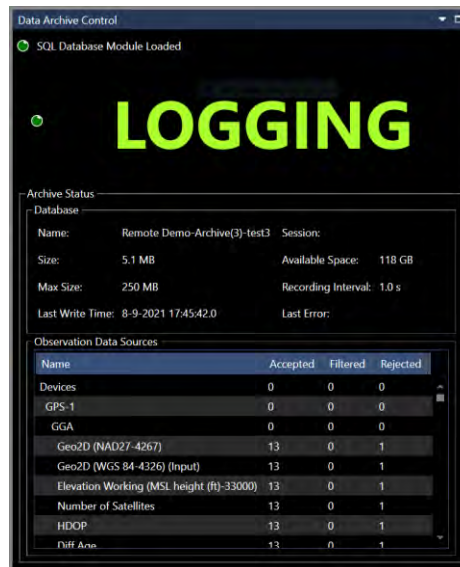 Data Archive Control
SQL Database Module Loaded
LOGGING
Archive Status
Database
Name: Remote Demo-Archive(3)-test3 Session:
Size: 5.1 MB Available Space: 118 GB
Max Size: 250 MB Recording Interval: 1.0 s
Last Write Time: 8-9-2021 17:45:42.0 Last Error:
Observation Data Sources
Name Accepted Filtered Rejected
Devices 0 0 0
GPS-1 0 0 0
GGA 0 0 0
Geo2D (NAD27-4267) 13 0 1
Geo2D (WGS 84-4326) (Input) 13 0 1
Elevation Working (MSL height (ft)-33000) 13 0 1
Number of Satellites 13 0 1
HDOP 13 0 1
Diff Age 13 0 1